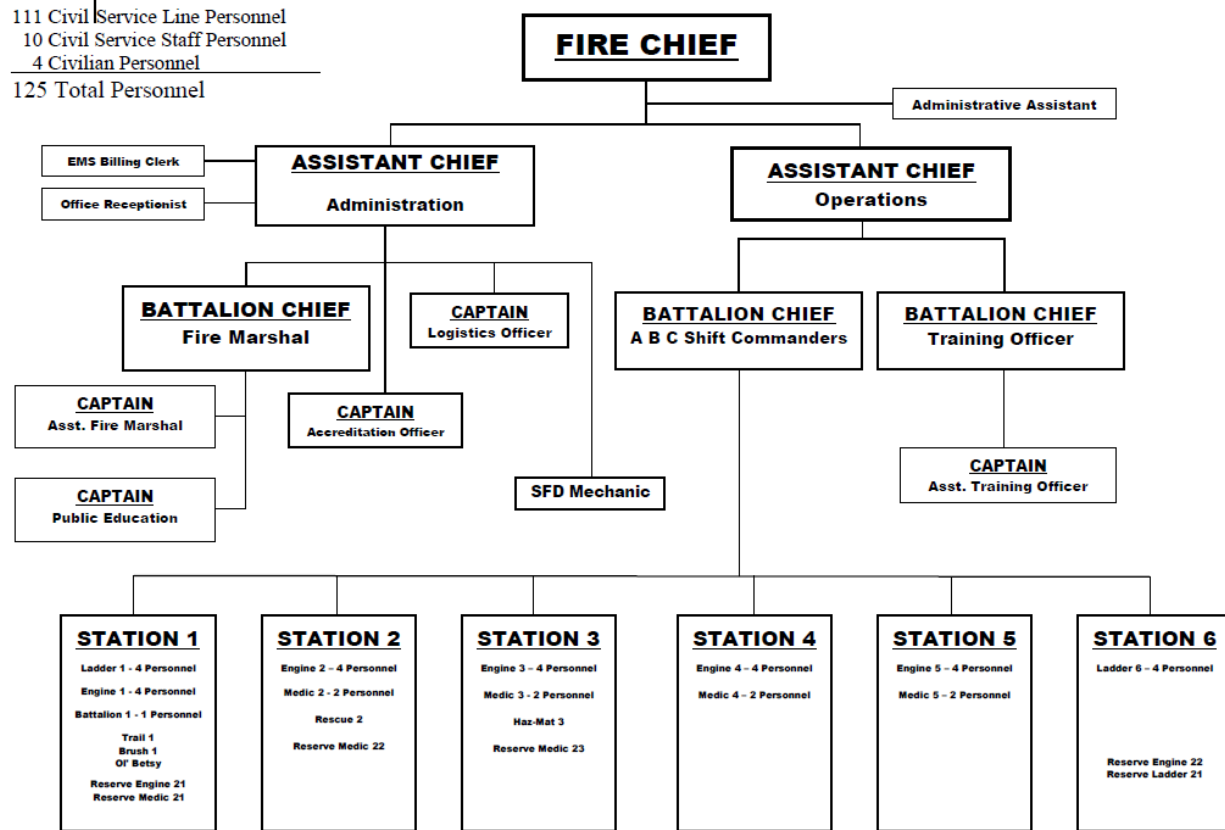 111 Civil Service Line Personnel
10 Civil Service Staff Personnel
4 Civilian Personnel
125 Total Personnel
FIRE CHIEF
Administrative Assistant
EMS Billing Clerk
Office Receptionist
ASSISTANT CHIEF
Administration
ASSISTANT CHIEF
Operations
BATTALION CHIEF
Fire Marshal
CAPTAIN
Logistics Officer
BATTALION CHIEF
A B C Shift Commanders
BATTALION CHIEF
Training Officer
CAPTAIN
Asst. Fire Marshal
CAPTAIN
Accreditation Officer
CAPTAIN
Public Education
SFD Mechanic
CAPTAIN
Asst. Training Officer
STATION 1
Ladder 1 - 4 Personnel
Engine 1 - 4 Personnel
Battalion 1 - 1 Personnel
Trail 1
Brush 1
Ol' Betsy
Reserve Engine 21
Reserve Medic 21
STATION 2
Engine 2 – 4 Personnel
Medic 2 - 2 Personnel
Rescue 2
Reserve Medic 22
STATION 3
Engine 3 – 4 Personnel
Medic 3 - 2 Personnel
Haz-Mat 3
Reserve Medic 23
STATION 4
Engine 4 – 4 Personnel
Medic 4 – 2 Personnel
STATION 5
Engine 5 – 4 Personnel
Medic 5 – 2 Personnel
STATION 6
Ladder 6 – 4 Personnel
Reserve Engine 22
Reserve Ladder 21